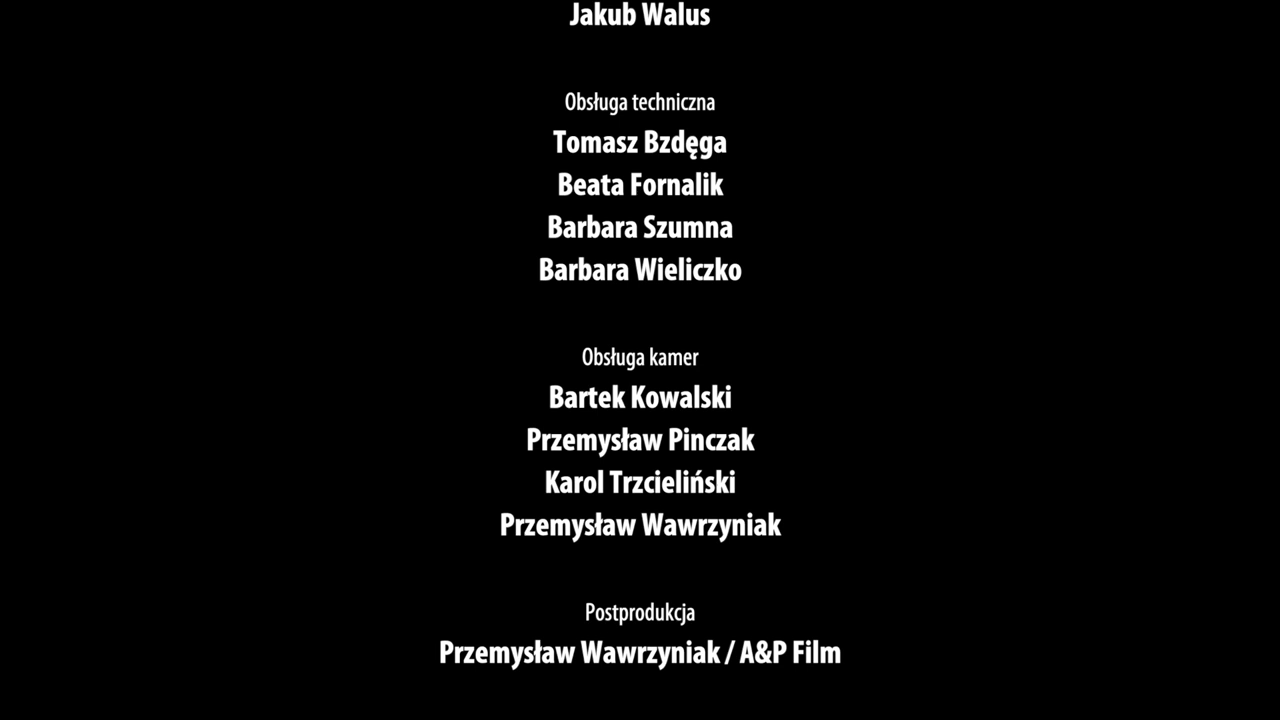 Jakub Walus
Obsługa techniczna
Tomasz Bzdęga
Beata Fornalik
Barbara Szumna
Barbara Wieliczko
Obsługa kamer
Bartek Kowalski
Przemysław Pinczak
Karol Trzcieliński
Przemysław Wawrzyniak
Postprodukcja
Przemysław Wawrzyniak / A&P Film